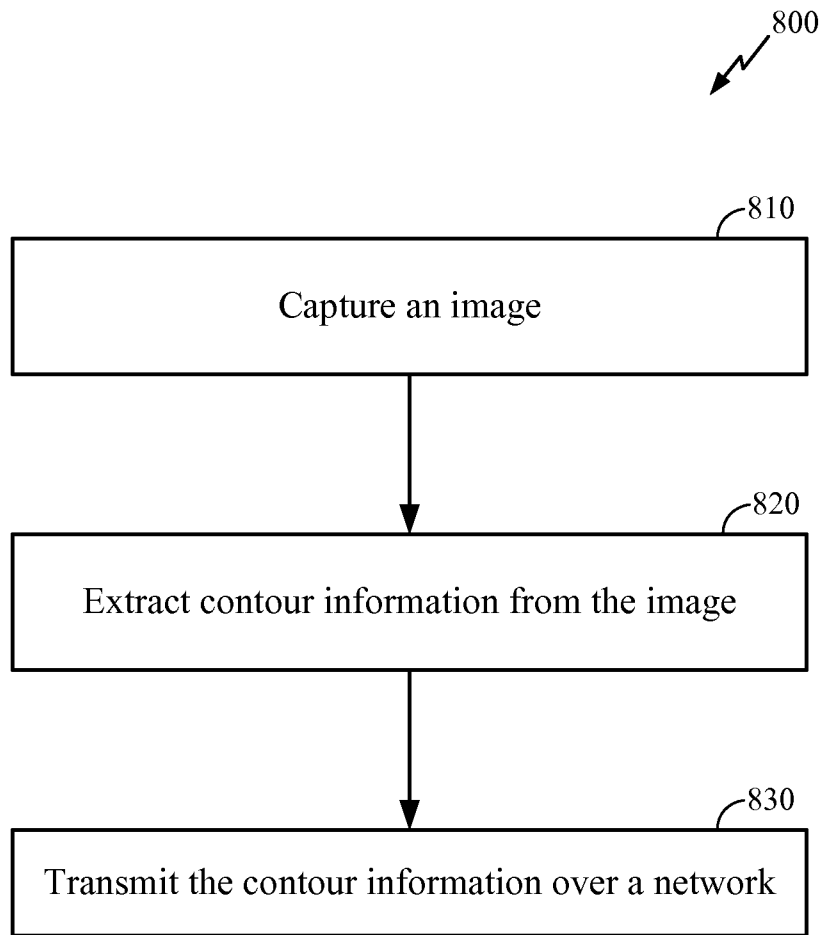 800
810
Capture an image
820
Extract contour information from the image
830
Transmit the contour information over a network